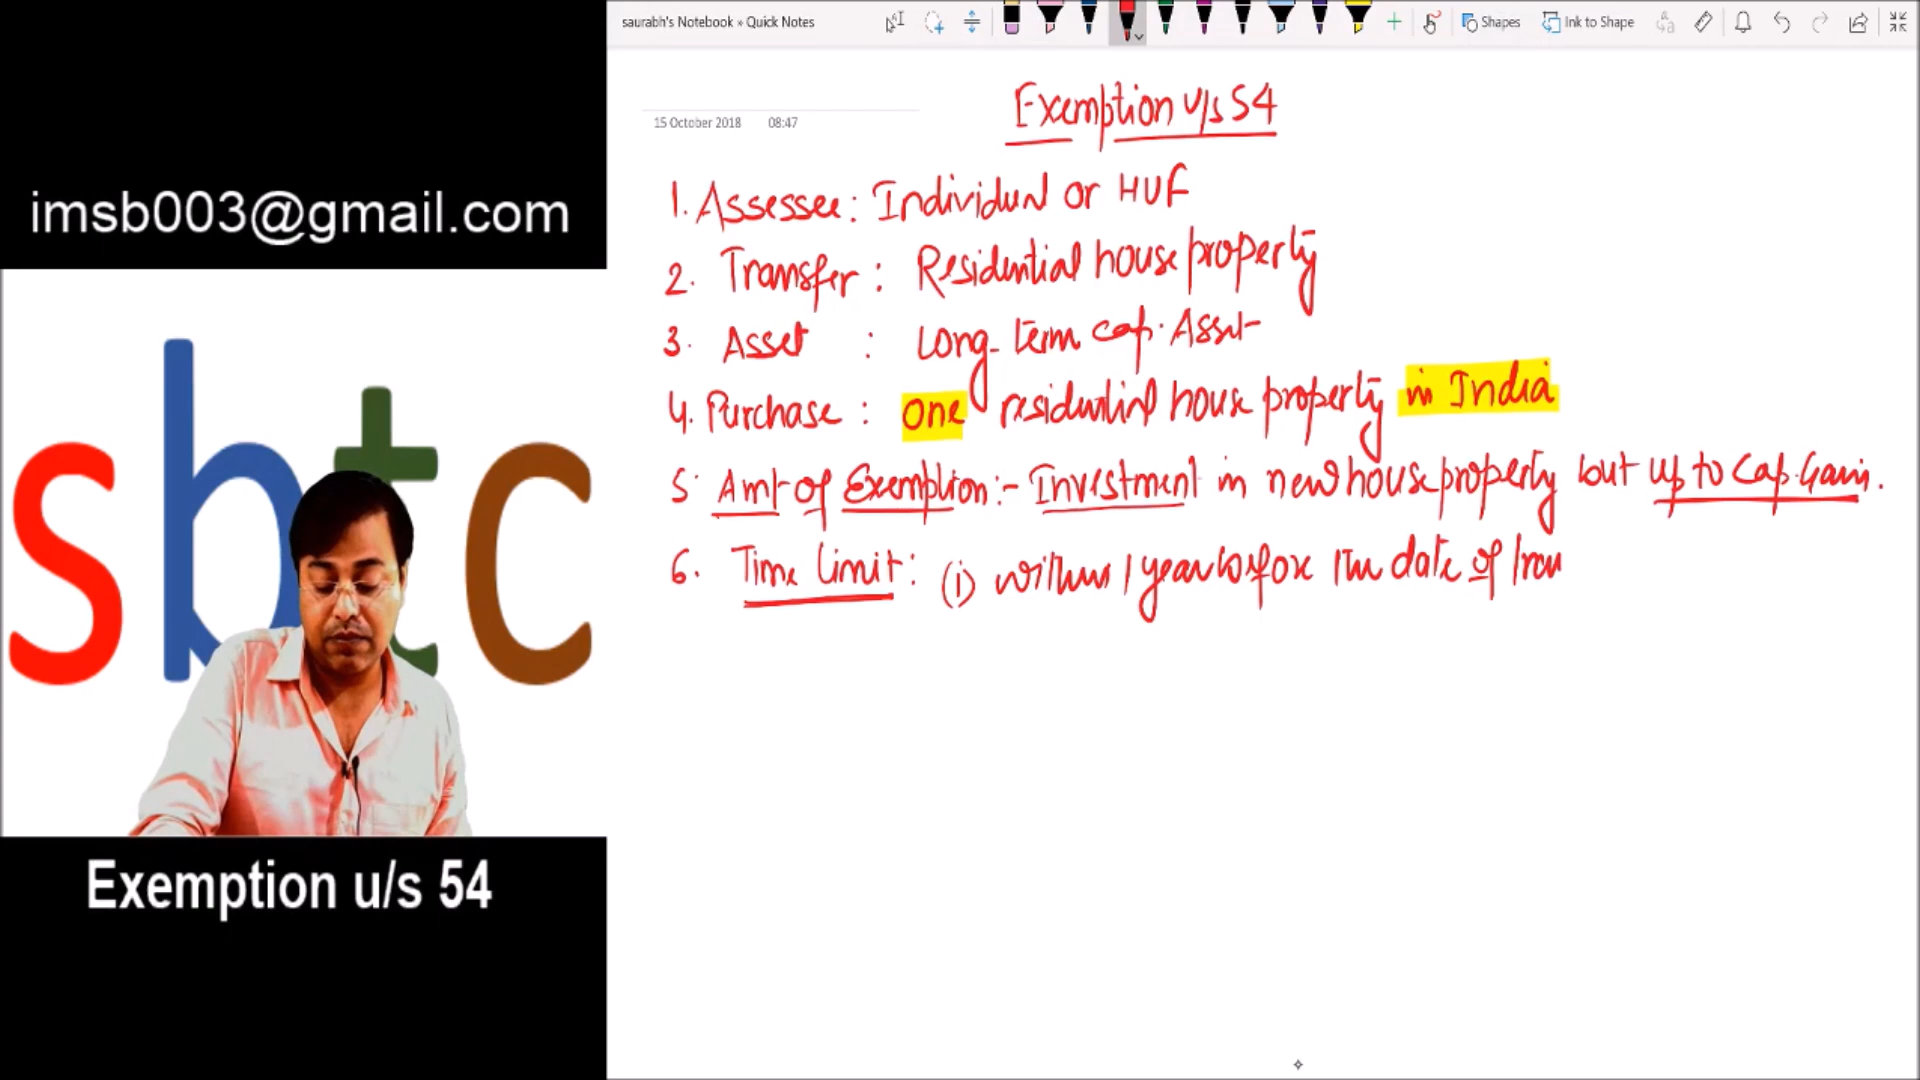 saurabh's Notebook » Quick Notes
Shapes
Ink to Shape
15 October 2018 08:47
Exemption u/s 54
1. Assessee: Individual or HUF
2. Transfer: Residential house property
3. Asset : Long-term cap. Asset
4. Purchase: one residential house property in India
5. Amt of Exemption:- Investment in new house property but up to Cap. Gain.
6. Time Limit: (i) within 1 year before the date of tran
imsb003@gmail.com
sbtc
Exemption u/s 54